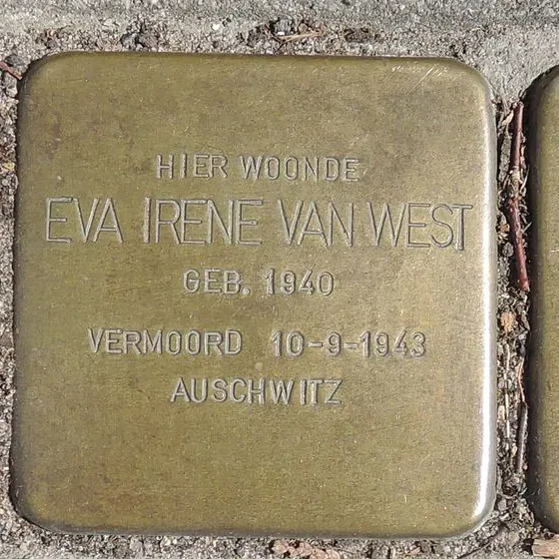 HIER WOONDE
EVA IRENE VAN WEST
GEB. 1940
VERMOORD 10-9-1943
AUSCHWITZ